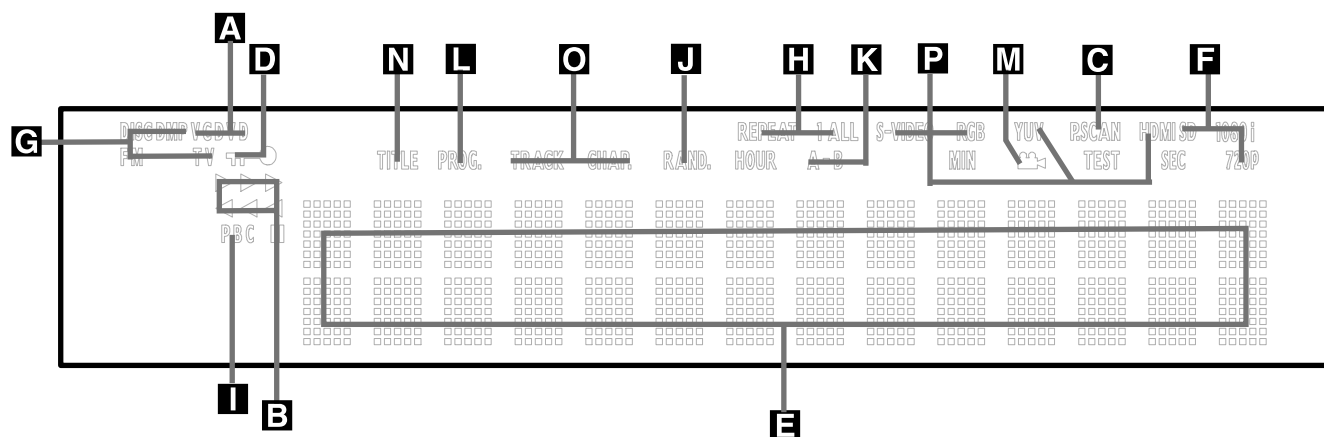 A
D N L O J H K P M C F
G
DISC DMP VCD DVD REPEAT 1 ALL S-VIDEO RGB YUV P.SCAN HDMI SD 1080i
FM TV TITLE PROG. TRACK CHAP. RAND. HOUR A-B MIN TEST SEC 720P
PBC
I
B
E